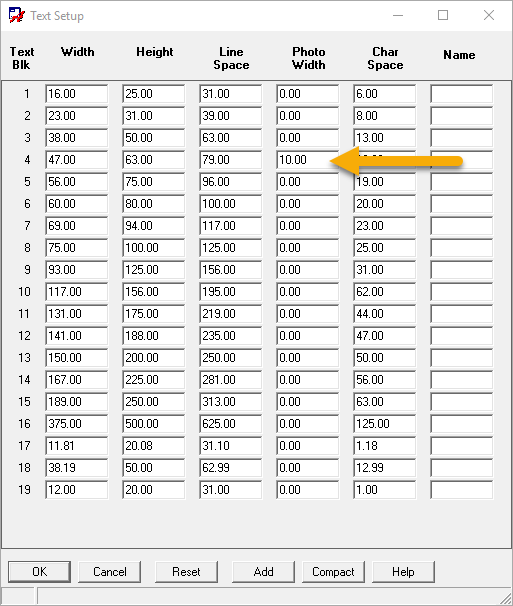 Text Setup
Text Blk Width Height Line Space Photo Width Char Space Name
1 16.00 25.00 31.00 0.00 6.00
2 23.00 31.00 39.00 0.00 8.00
3 38.00 50.00 63.00 0.00 13.00
4 47.00 63.00 79.00 10.00
5 56.00 75.00 96.00 0.00 19.00
6 60.00 80.00 100.00 0.00 20.00
7 69.00 94.00 117.00 0.00 23.00
8 75.00 100.00 125.00 0.00 25.00
9 93.00 125.00 156.00 0.00 31.00
10 117.00 156.00 195.00 0.00 62.00
11 131.00 175.00 219.00 0.00 44.00
12 141.00 188.00 235.00 0.00 47.00
13 150.00 200.00 250.00 0.00 50.00
14 167.00 225.00 281.00 0.00 56.00
15 189.00 250.00 313.00 0.00 63.00
16 375.00 500.00 625.00 0.00 125.00
17 11.81 20.08 31.10 0.00 1.18
18 38.19 50.00 62.99 0.00 12.99
19 12.00 20.00 31.00 0.00 1.00
OK Cancel Reset Add Compact Help